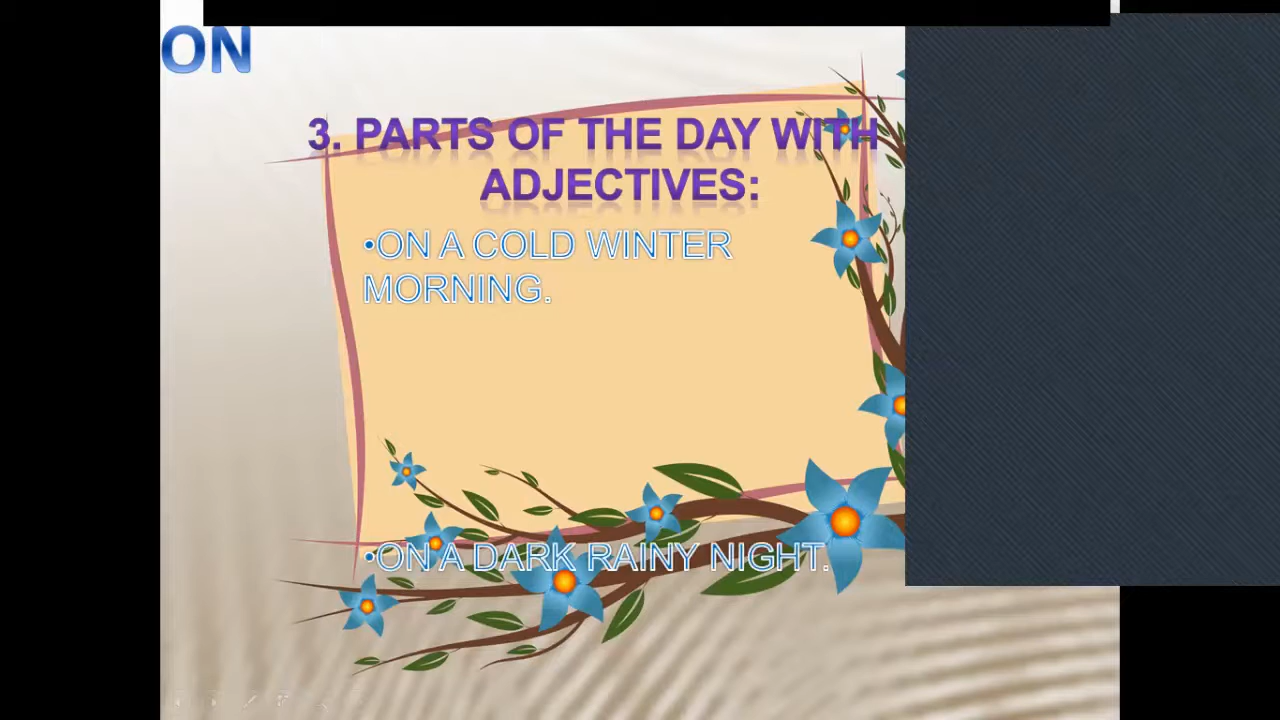 ON
3. PARTS OF THE DAY WITH
ADJECTIVES:
•ON A COLD WINTER
MORNING.
•ON A DARK RAINY NIGHT.